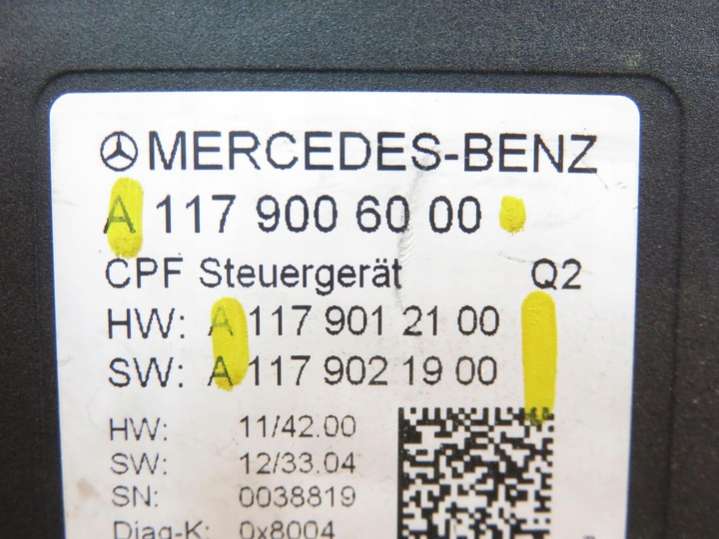 MERCEDES-BENZ
A 117 900 60 00
CPF Steuergerät Q2
HW: A 117 901 21 00
SW: A 117 902 19 00
HW: 11/42.00
SW: 12/33.04
SN: 0038819
Diag-K: 0x8004